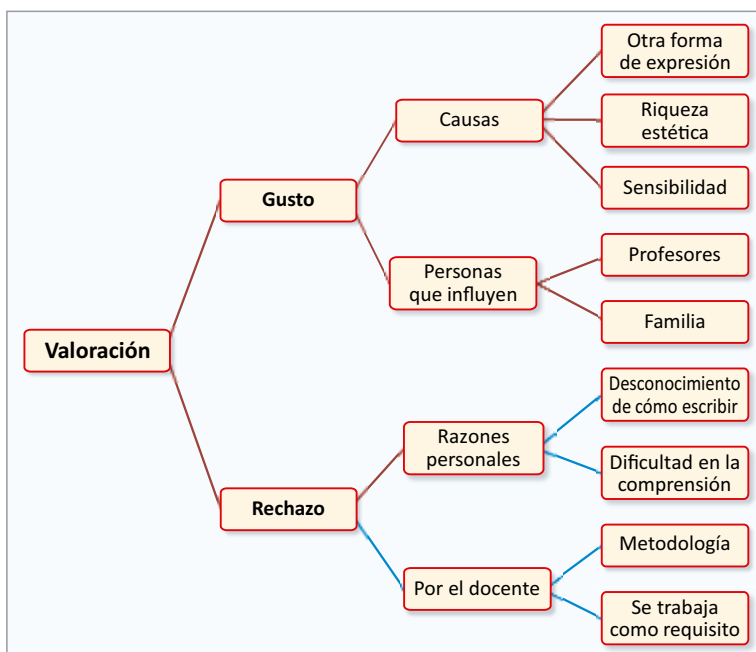 Valoración
Gusto
Causas
Otra forma
de expresión
Riqueza
estética
Sensibilidad
Personas
que influyen
Profesores
Familia
Rechazo
Razones
personales
Desconocimiento
de cómo escribir
Dificultad en la
comprensión
Por el docente
Metodología
Se trabaja
como requisito